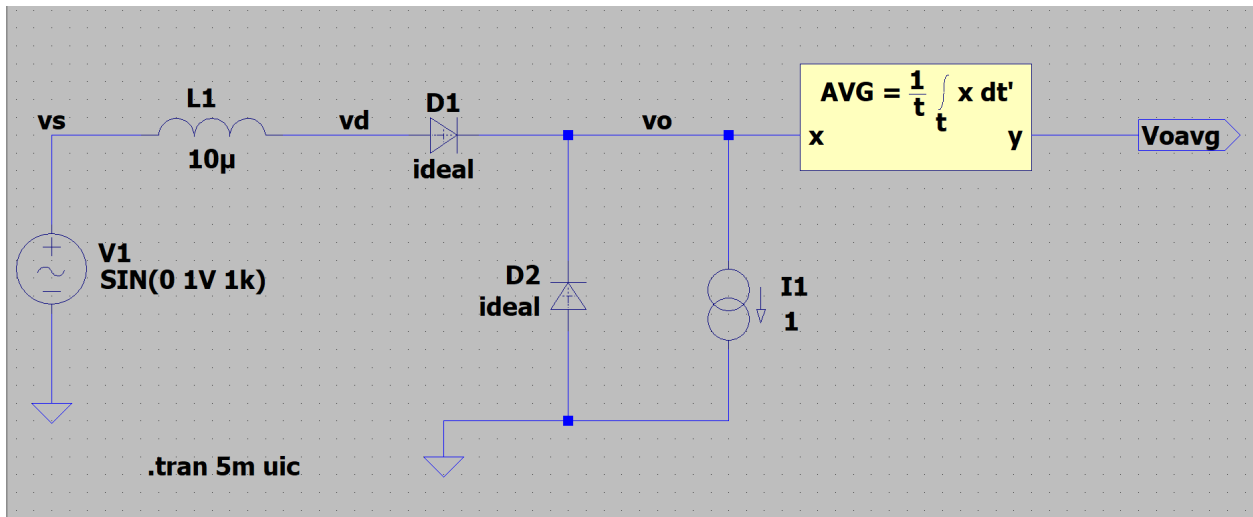 L1
vs
vd
D1
vo
10µ
ideal
AVG = 1/t ∫t x dt'
x
y
Voavg
V1
SIN(0 1V 1k)
D2
ideal
I1
1
.tran 5m uic